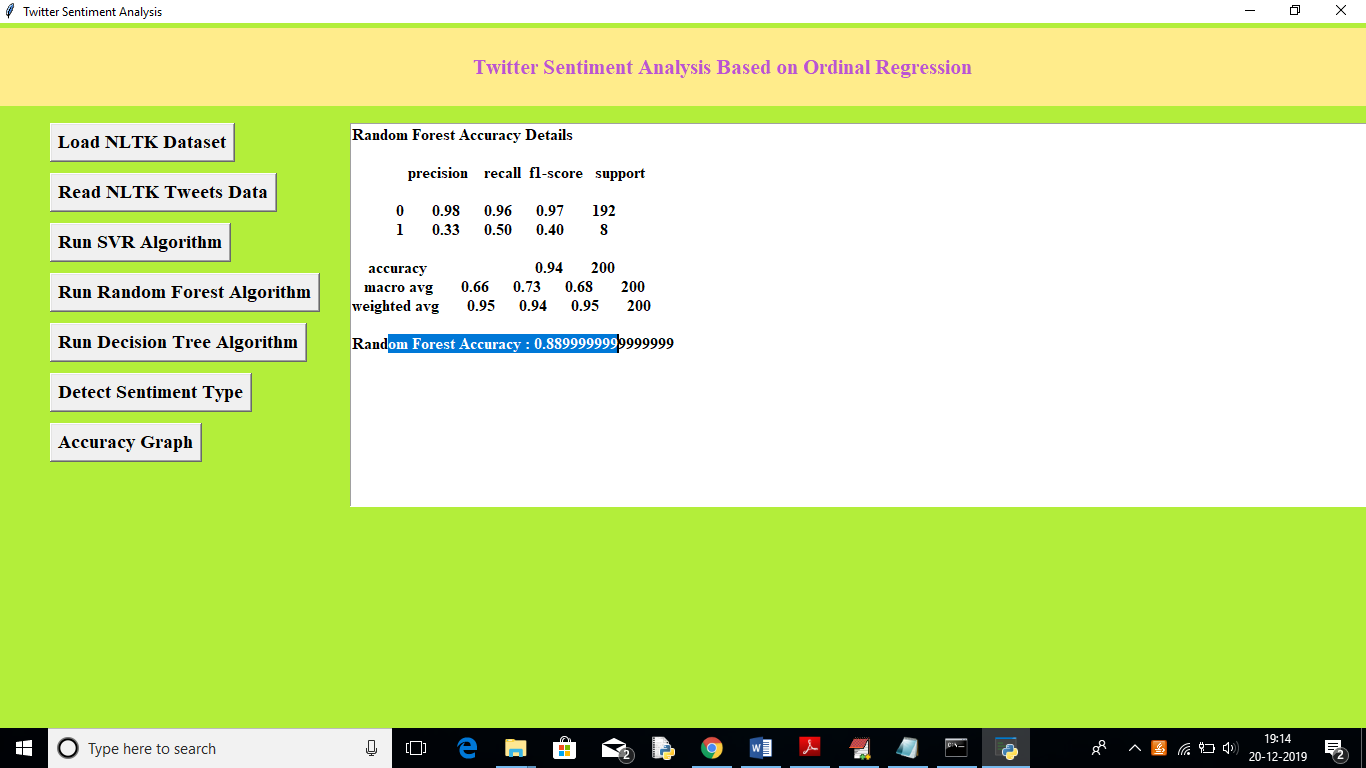 Twitter Sentiment Analysis
Twitter Sentiment Analysis Based on Ordinal Regression
Load NLTK Dataset
Read NLTK Tweets Data
Run SVR Algorithm
Run Random Forest Algorithm
Run Decision Tree Algorithm
Detect Sentiment Type
Accuracy Graph
Random Forest Accuracy Details
precision recall f1-score support
0 0.98 0.96 0.97 192
1 0.33 0.50 0.40 8
accuracy 0.94 200
macro avg 0.66 0.73 0.68 200
weighted avg 0.95 0.94 0.95 200
Random Forest Accuracy : 0.8899999999999999
Type here to search
2
19:14
20-12-2019
2